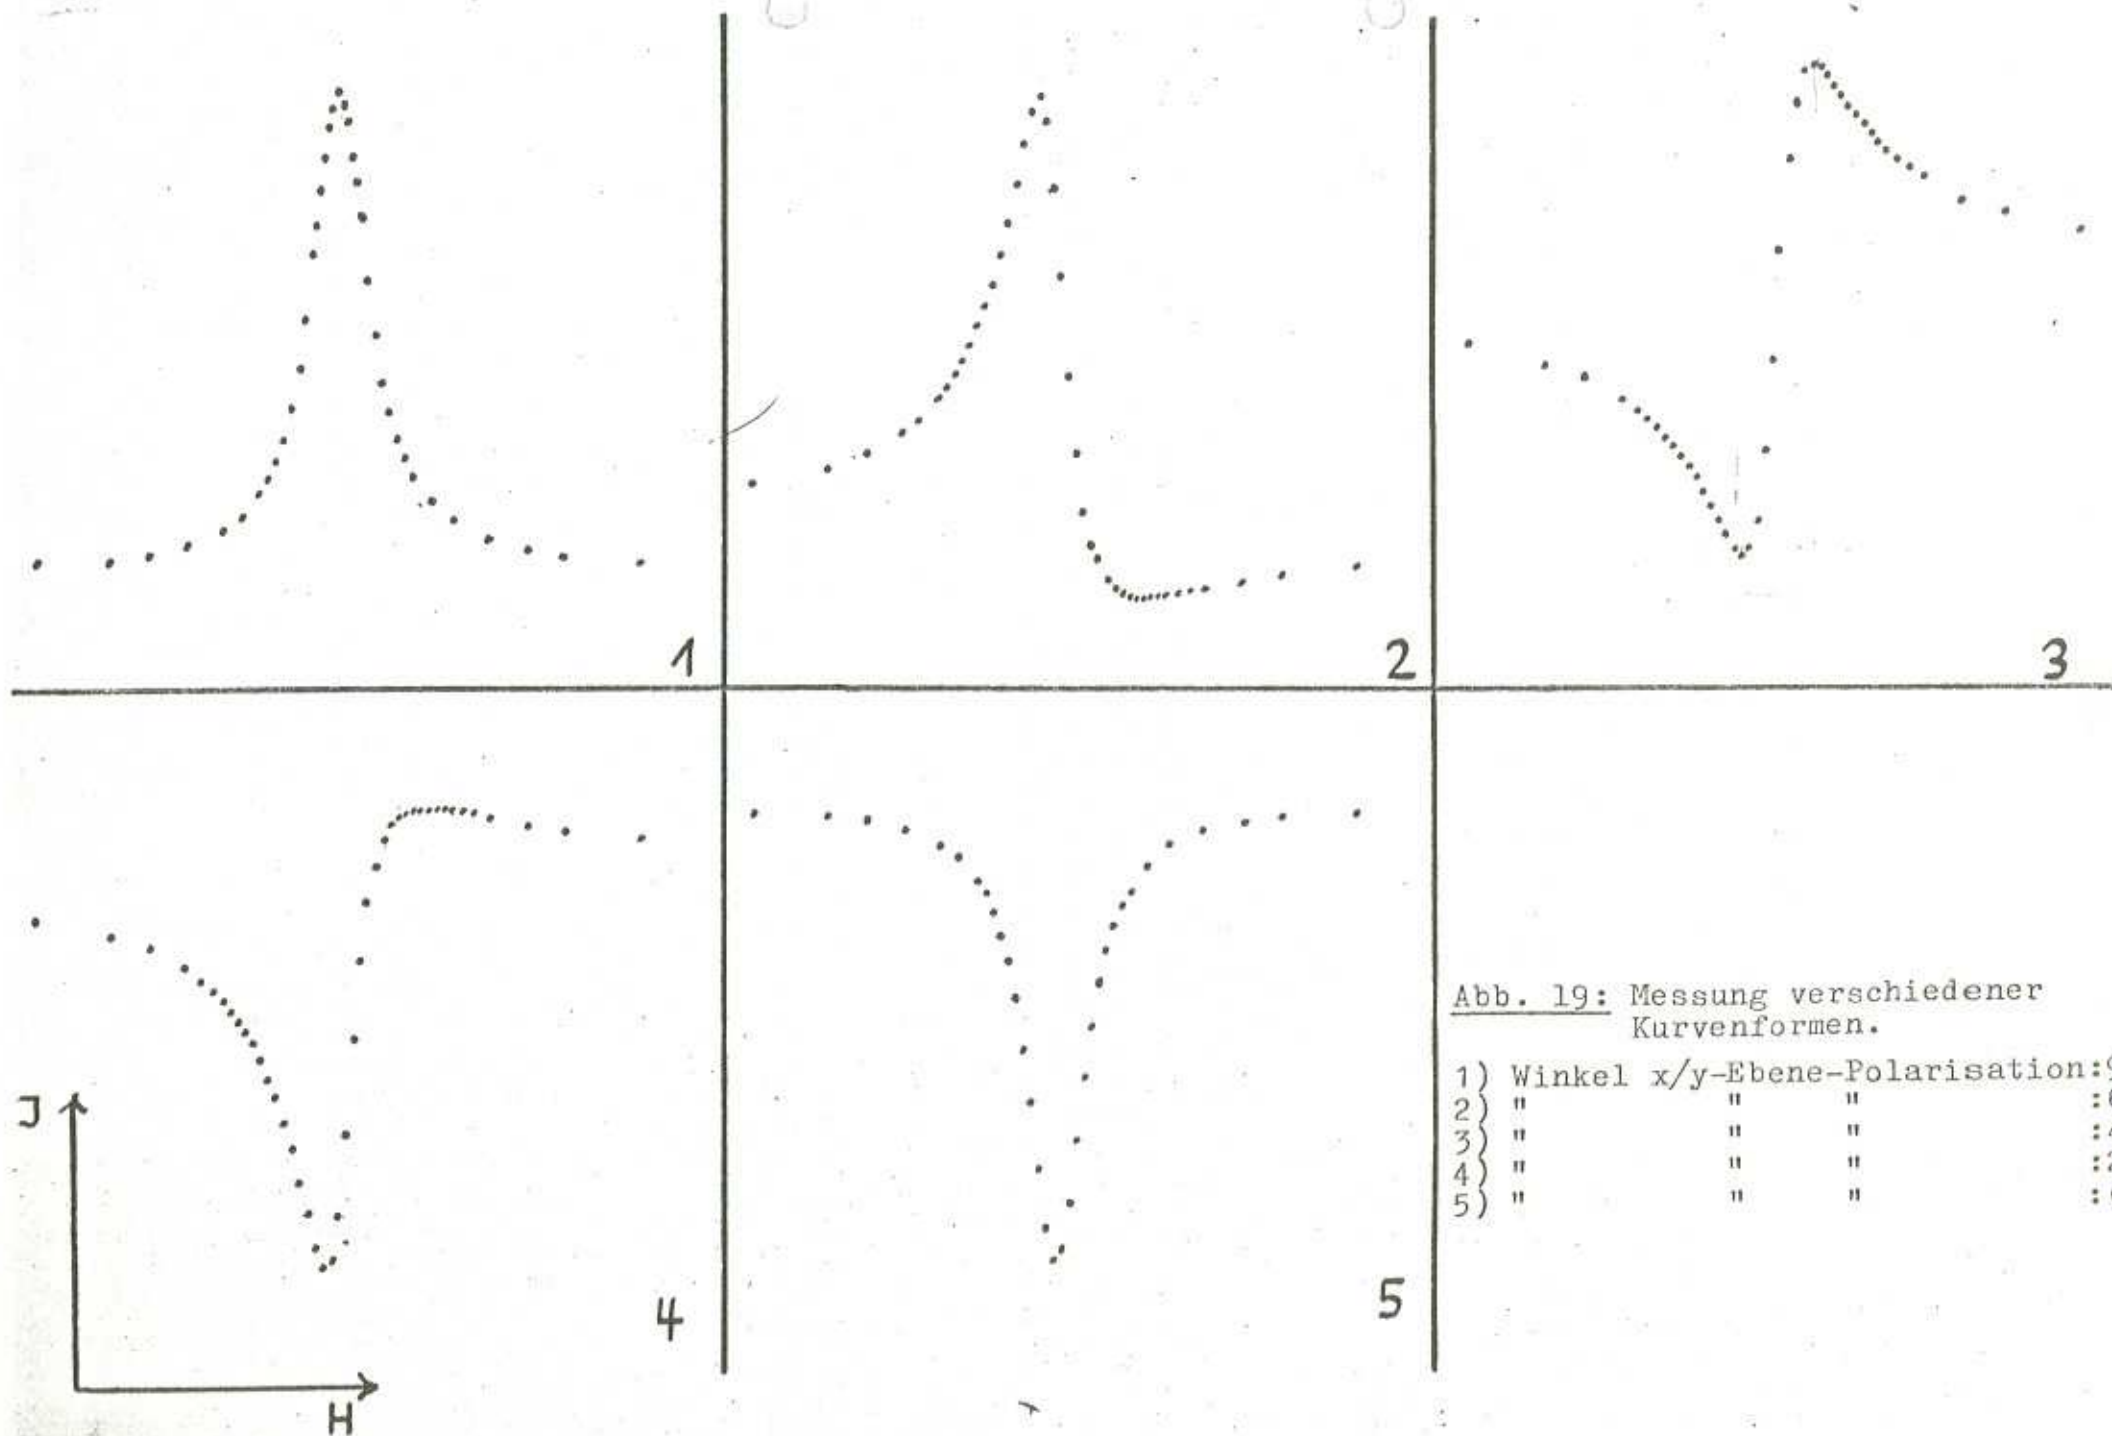 1
2
3
4
5
J
H
Abb. 19: Messung verschiedener
Kurvenformen.
1) Winkel x/y-Ebene-Polarisation:
2) " " " :
3) " " " :
4) " " " :
5) " " " :